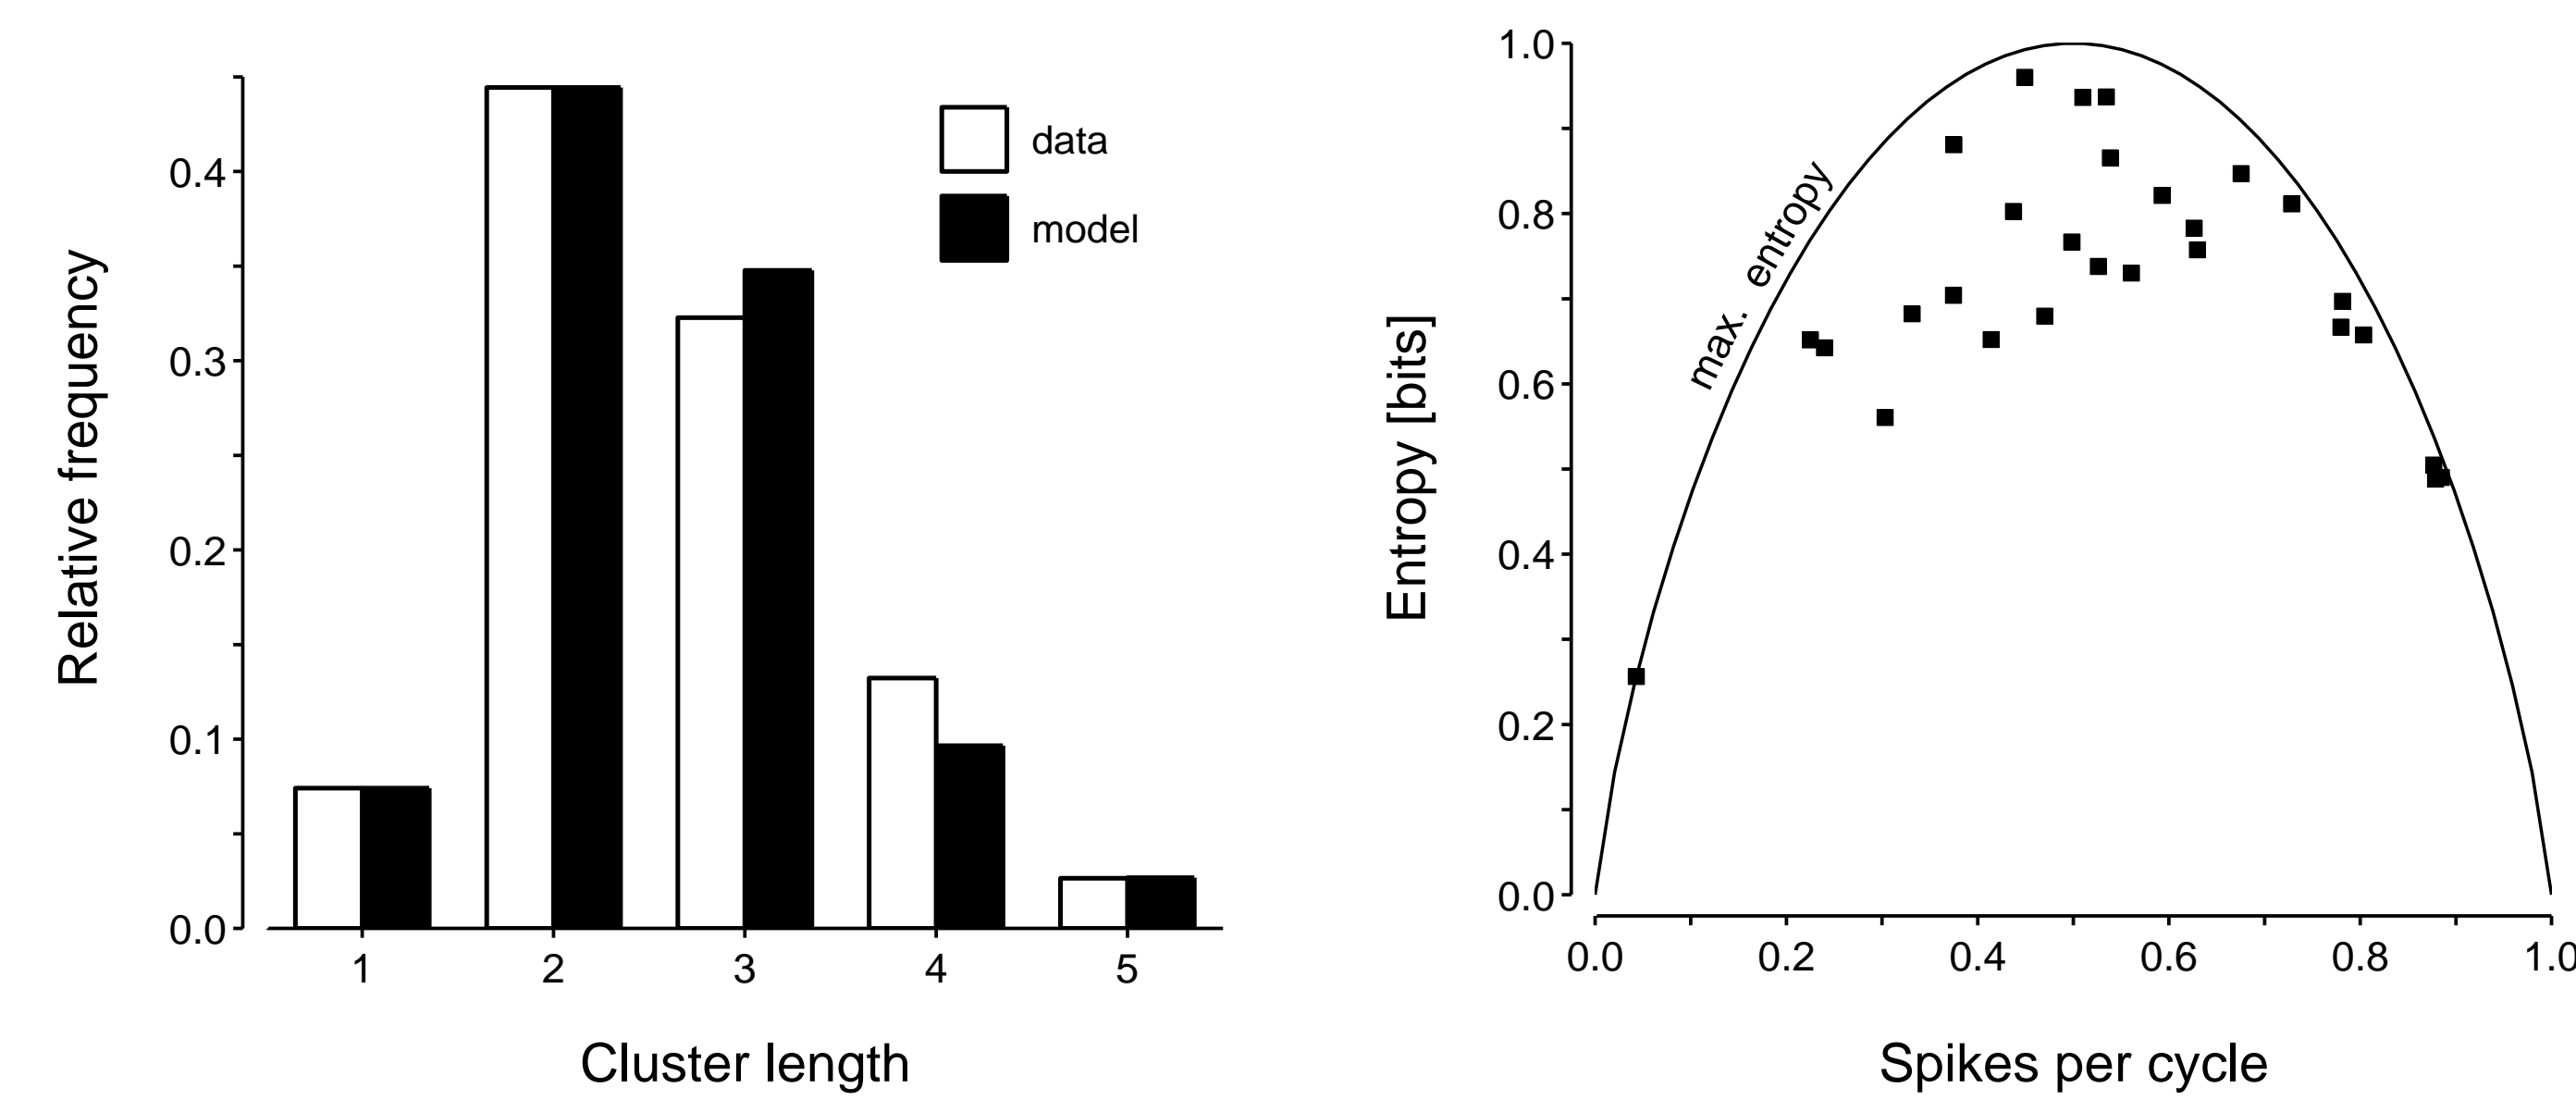 Relative frequency
0.4
0.3
0.2
0.1
0.0
1 2 3 4 5
Cluster length
data
model
Entropy [bits]
1.0
0.8
0.6
0.4
0.2
0.0
max. entropy
0.0 0.2 0.4 0.6 0.8 1.0
Spikes per cycle